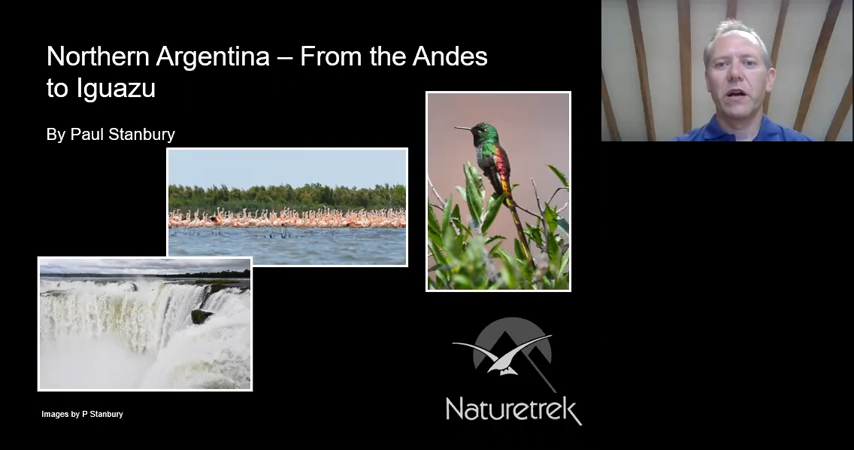 Northern Argentina – From the Andes
to Iguazu
By Paul Stanbury
Images by P Stanbury
Naturetrek